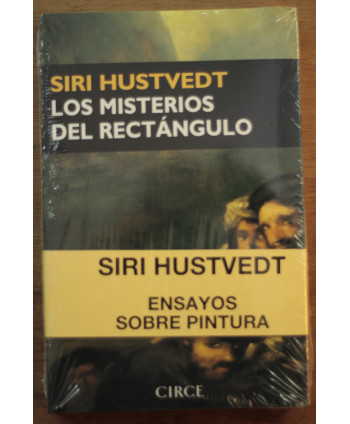 SIRI HUSTVEDT
LOS MISTERIOS
DEL RECTÁNGULO
SIRI HUSTVEDT
ENSAYOS
SOBRE PINTURA
CIRCE